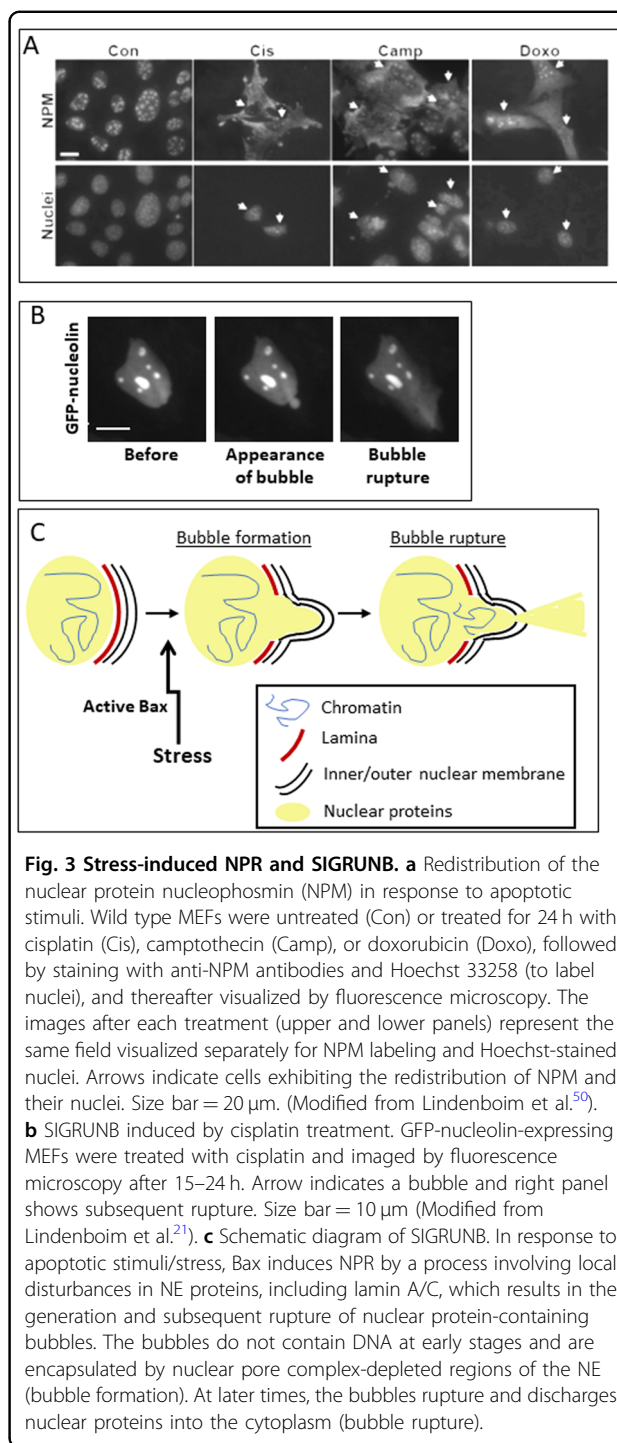 A
Con Cis Camp Doxo
NPM
Nuclei
B
GFP-nucleolin
Before
Appearance
of bubble
Bubble
rupture
C
Bubble formation
Bubble rupture
Active Bax
Stress
Chromatin
Lamina
Inner/outer nuclear membrane
Nuclear proteins
Fig. 3 Stress-induced NPR and SIGRUNB. a Redistribution of the
nuclear protein nucleophosmin (NPM) in response to apoptotic
stimuli. Wild type MEFs were untreated (Con) or treated for 24 h with
cisplatin (Cis), camptothecin (Camp), or doxorubicin (Doxo), followed
by staining with anti-NPM antibodies and Hoechst 33258 (to label
nuclei), and thereafter visualized by fluorescence microscopy. The
images after each treatment (upper and lower panels) represent the
same field visualized separately for NPM labeling and Hoechst-stained
nuclei. Arrows indicate cells exhibiting the redistribution of NPM and
their nuclei. Size bar = 20 μm. (Modified from Lindenboim et al.50).
b SIGRUNB induced by cisplatin treatment. GFP-nucleolin-expressing
MEFs were treated with cisplatin and imaged by fluorescence
microscopy after 15–24 h. Arrow indicates a bubble and right panel
shows subsequent rupture. Size bar = 10 μm (Modified from
Lindenboim et al.21). c Schematic diagram of SIGRUNB. In response to
apoptotic stimuli/stress, Bax induces NPR by a process involving local
disturbances in NE proteins, including lamin A/C, which results in the
generation and subsequent rupture of nuclear protein-containing
bubbles. The bubbles do not contain DNA at early stages and are
encapsulated by nuclear pore complex-depleted regions of the NE
(bubble formation). At later times, the bubbles rupture and discharges
nuclear proteins into the cytoplasm (bubble rupture).